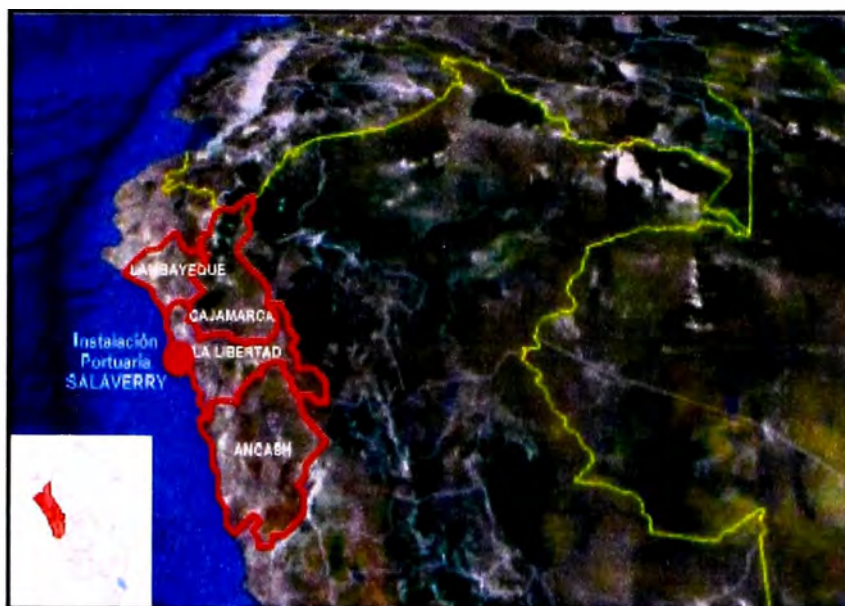 LAMBAYEQUE
CAJAMARCA
Instalación
Portuaria
SALAVERRY
LA LIBERTAD
ANCASH